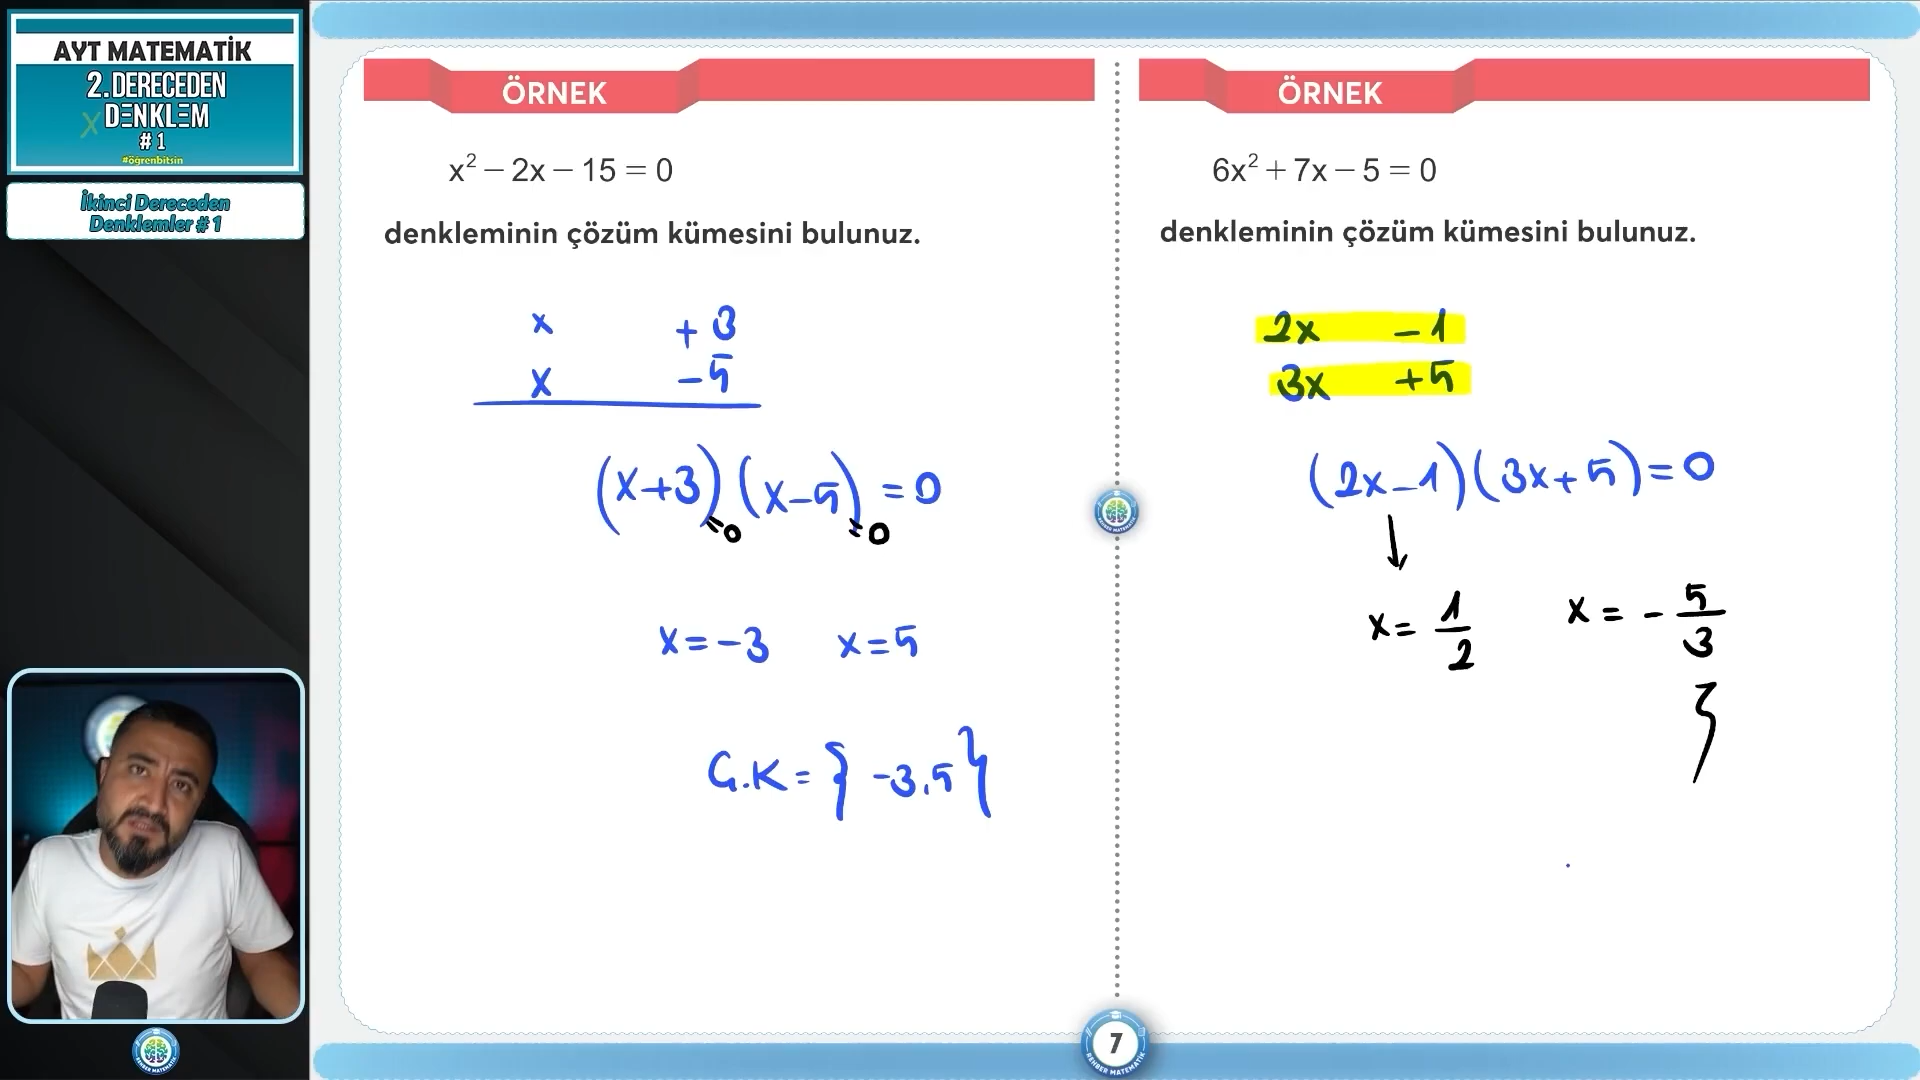 AYT MATEMATİK
2. DERECEDEN
DENKLEM
# 1
#öğrenbitsin
İkinci Dereceden
Denklemler # 1
ÖRNEK
x² − 2x − 15 = 0
denkleminin çözüm kümesini bulunuz.
x + 3
x − 5
(x+3) (x−5) = 0
=0 =0
x = −3 x = 5
Ç.K = { −3,5 }
ÖRNEK
6x² + 7x − 5 = 0
denkleminin çözüm kümesini bulunuz.
2x − 1
3x + 5
(2x−1)(3x+5)=0
↓
x = 1/2 x = − 5/3
}
7
REHBER MATEMATİK